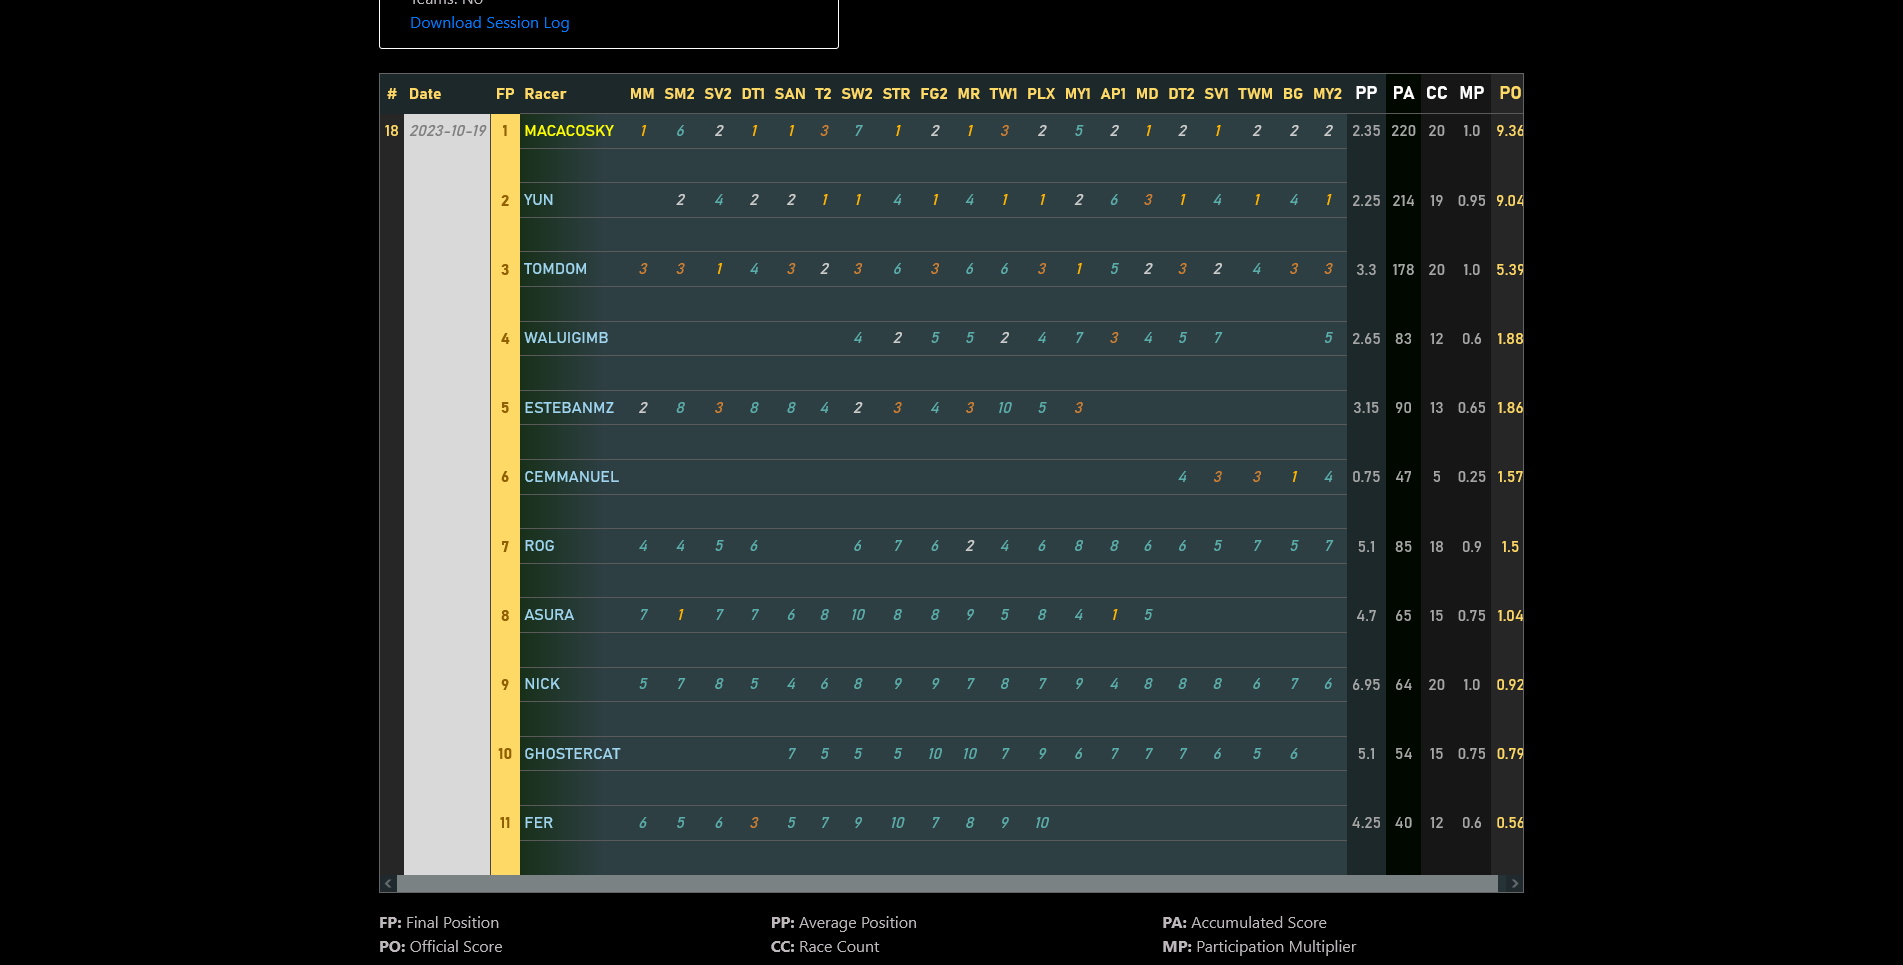 Teams: No
Download Session Log
# Date FP Racer MM SM2 SV2 DT1 SAN T2 SW2 STR FG2 MR TW1 PLX MY1 AP1 MD DT2 SV1 TWM BG MY2 PP PA CC MP PO
18 2023-10-19 1 MACACOSKY 1 6 2 1 1 3 7 1 2 1 3 2 5 2 1 2 1 2 2 2 2.35 220 20 1.0 9.36
2 YUN 2 4 2 2 1 1 4 1 4 1 1 2 6 3 1 4 1 4 1 2.25 214 19 0.95 9.04
3 TOMDOM 3 3 1 4 3 2 3 6 3 6 6 3 1 5 2 3 2 4 3 3 3.3 178 20 1.0 5.39
4 WALUIGIMB 4 2 5 5 2 4 7 3 4 5 7 5 2.65 83 12 0.6 1.88
5 ESTEBANMZ 2 8 3 8 8 4 2 3 4 3 10 5 3 3.15 90 13 0.65 1.86
6 CEMMANUEL 4 3 3 1 4 0.75 47 5 0.25 1.57
7 ROG 4 4 5 6 6 7 6 2 4 6 8 8 6 6 5 7 5 7 5.1 85 18 0.9 1.5
8 ASURA 7 1 7 7 6 8 10 8 8 9 5 8 4 1 5 4.7 65 15 0.75 1.04
9 NICK 5 7 8 5 4 6 8 9 9 7 8 7 9 4 8 8 8 6 7 6 6.95 64 20 1.0 0.92
10 GHOSTERCAT 7 5 5 5 10 10 7 9 6 7 7 7 6 5 6 5.1 54 15 0.75 0.79
11 FER 6 5 6 3 5 7 9 10 7 8 9 10 4.25 40 12 0.6 0.56
FP: Final Position PP: Average Position PA: Accumulated Score
PO: Official Score CC: Race Count MP: Participation Multiplier